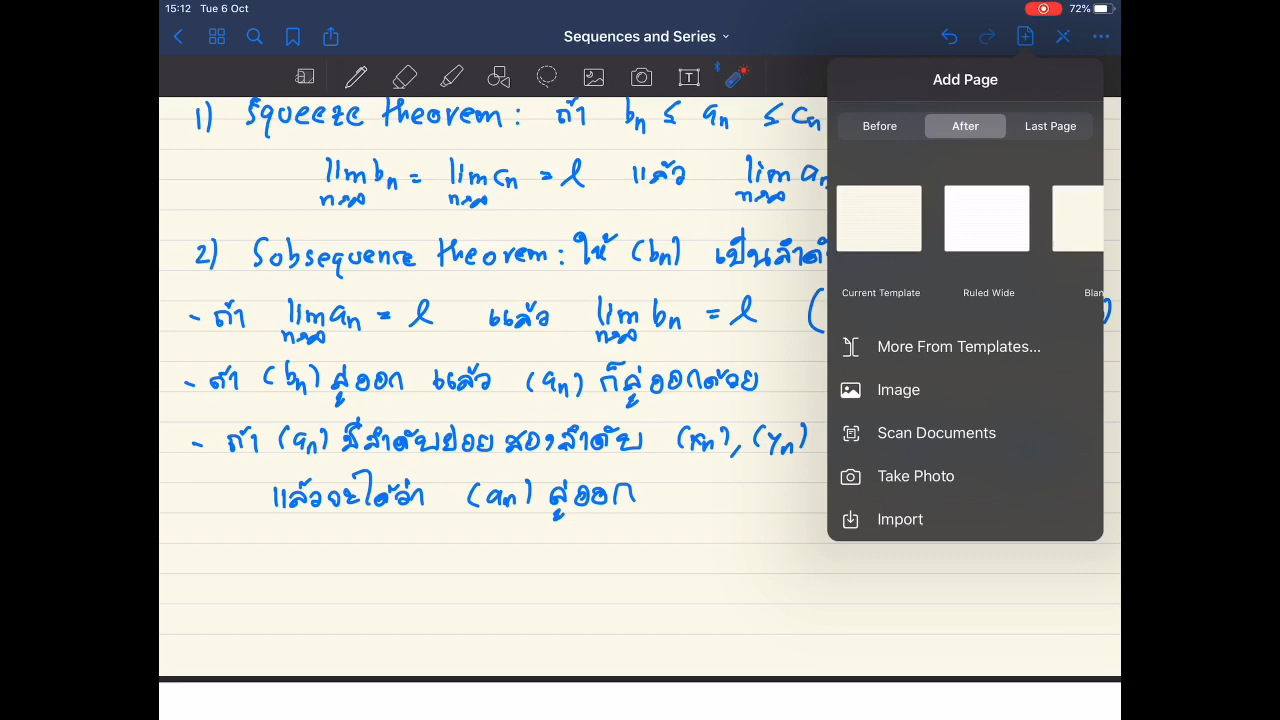 15:12 Tue 6 Oct 72%
Sequences and Series
Add Page
Before After Last Page
Current Template Ruled Wide Blan
More From Templates...
Image
Scan Documents
Take Photo
Import
1) Squeeze theorem : ถ้า bn ≤ an ≤ cn
lim n→∞ bn = lim n→∞ cn = l แล้ว lim n→∞ an
2) Subsequence theorem : ให้ (bn) เป็นลำดั
- ถ้า lim n→∞ an = l แล้ว lim n→∞ bn = l (
- ถ้า (bn) ลู่ออก แล้ว (an) ก็ลู่ออกด้วย
- ถ้า (an) มีลำดับย่อย สองลำดับ (xn), (yn)
แล้วจะได้ว่า (an) ลู่ออก